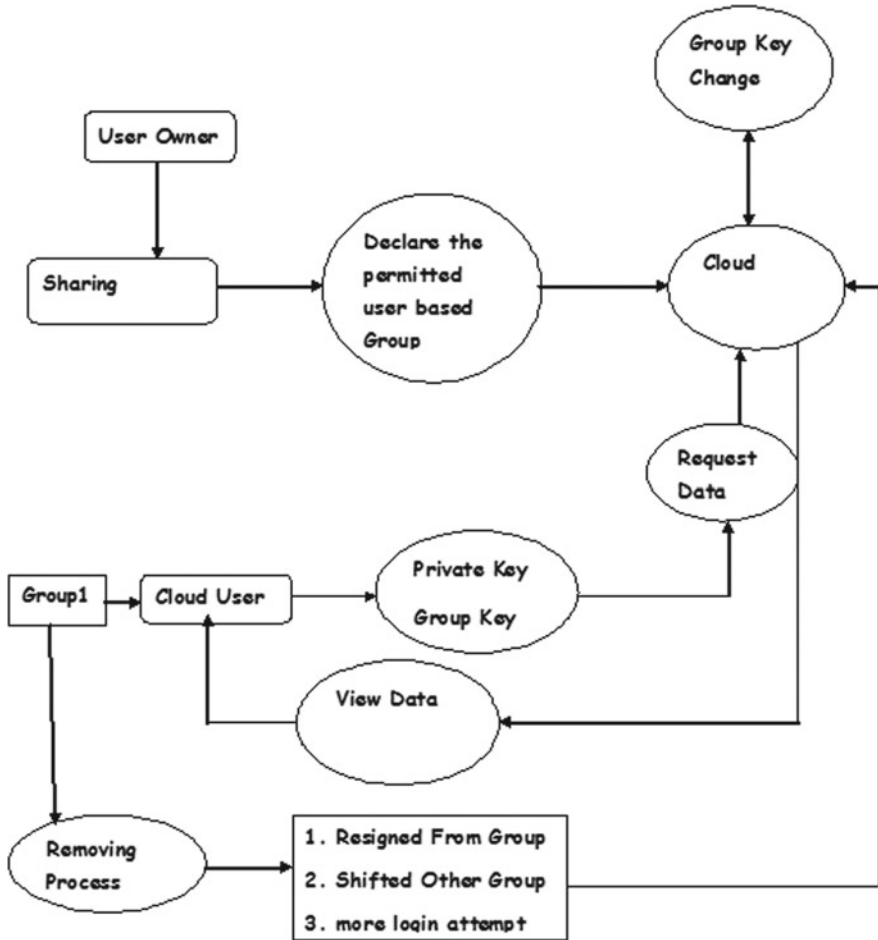 Group Key
Change
User Owner
Declare the
permitted
user based
Group
Cloud
Sharing
Request
Data
Private Key
Group Key
Group1
Cloud User
View Data
Removing
Process
1. Resigned From Group
2. Shifted Other Group
3. more login attempt